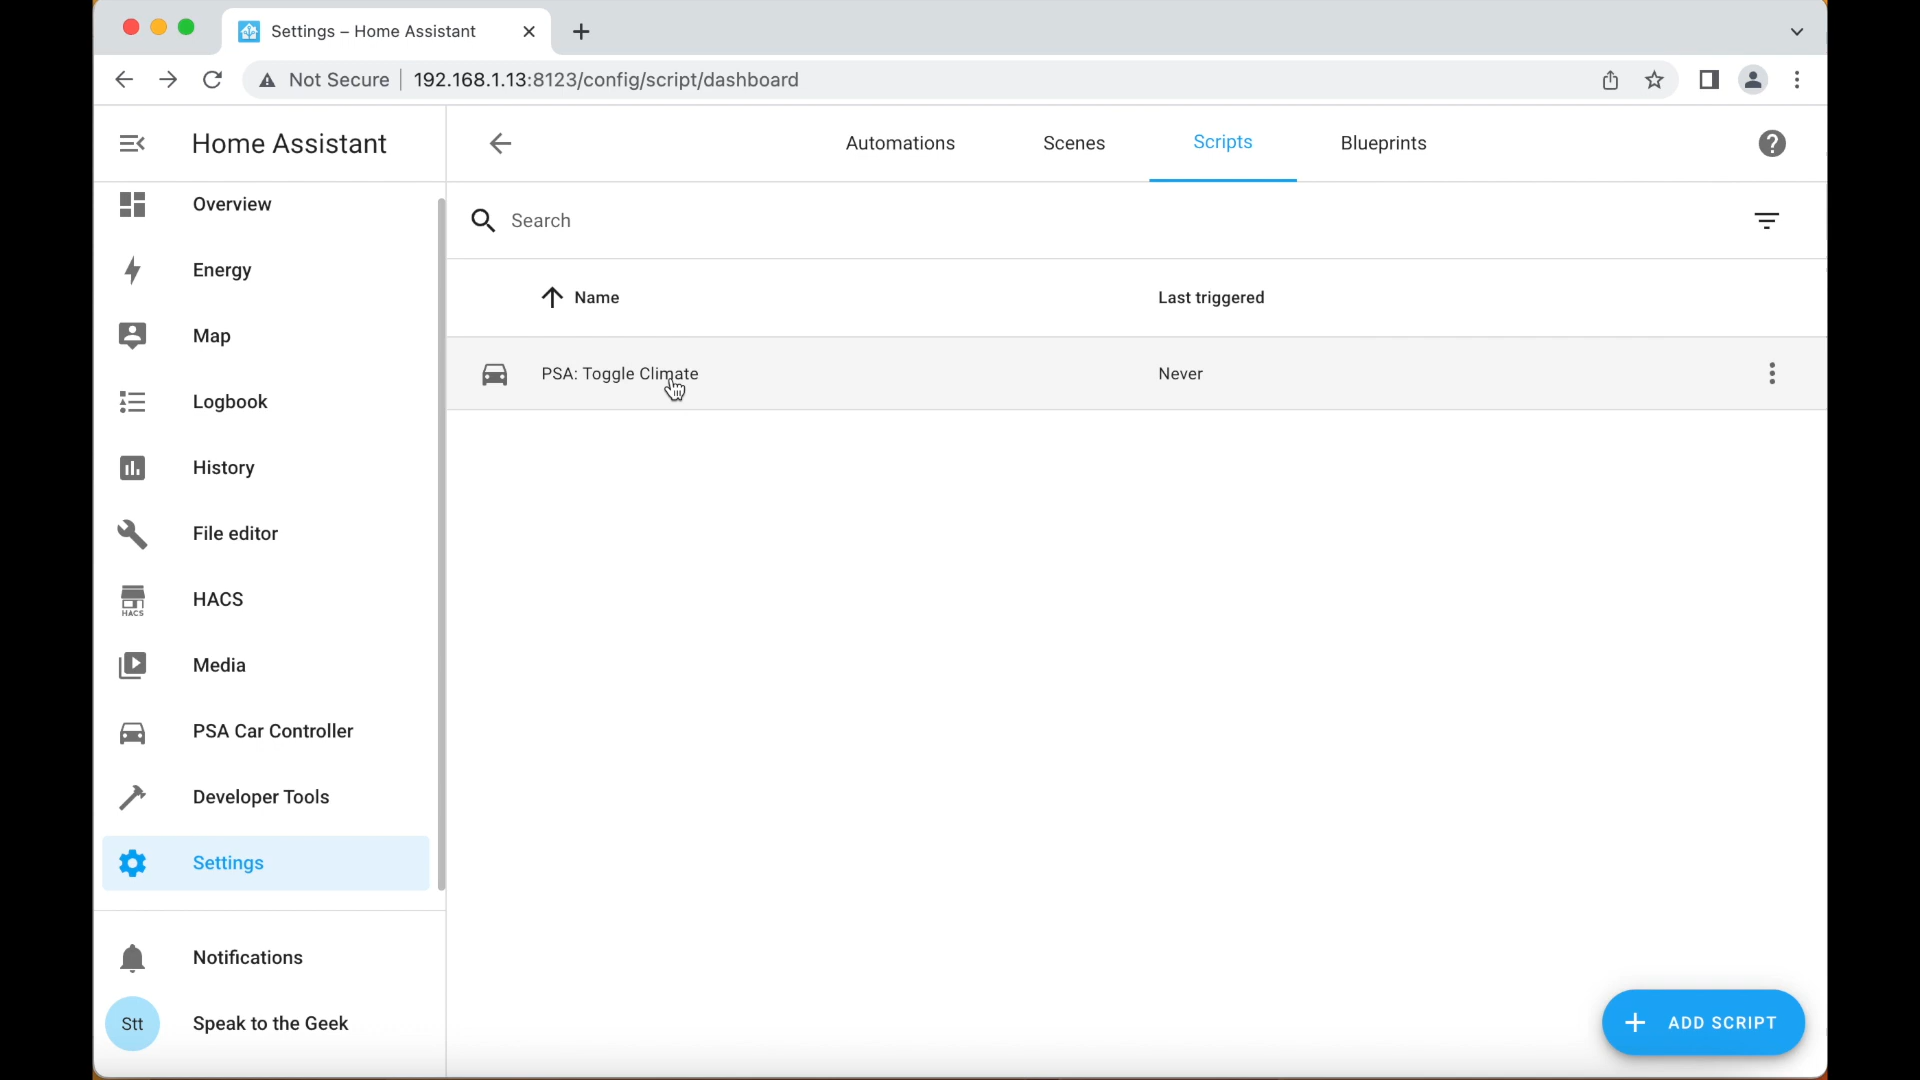 Settings – Home Assistant
Not Secure 192.168.1.13:8123/config/script/dashboard
Home Assistant
Automations
Scenes
Scripts
Blueprints
Overview
Energy
Map
Logbook
History
File editor
HACS
HACS
Media
PSA Car Controller
Developer Tools
Settings
Notifications
Stt
Speak to the Geek
Search
Name
Last triggered
PSA: Toggle Climate
Never
ADD SCRIPT